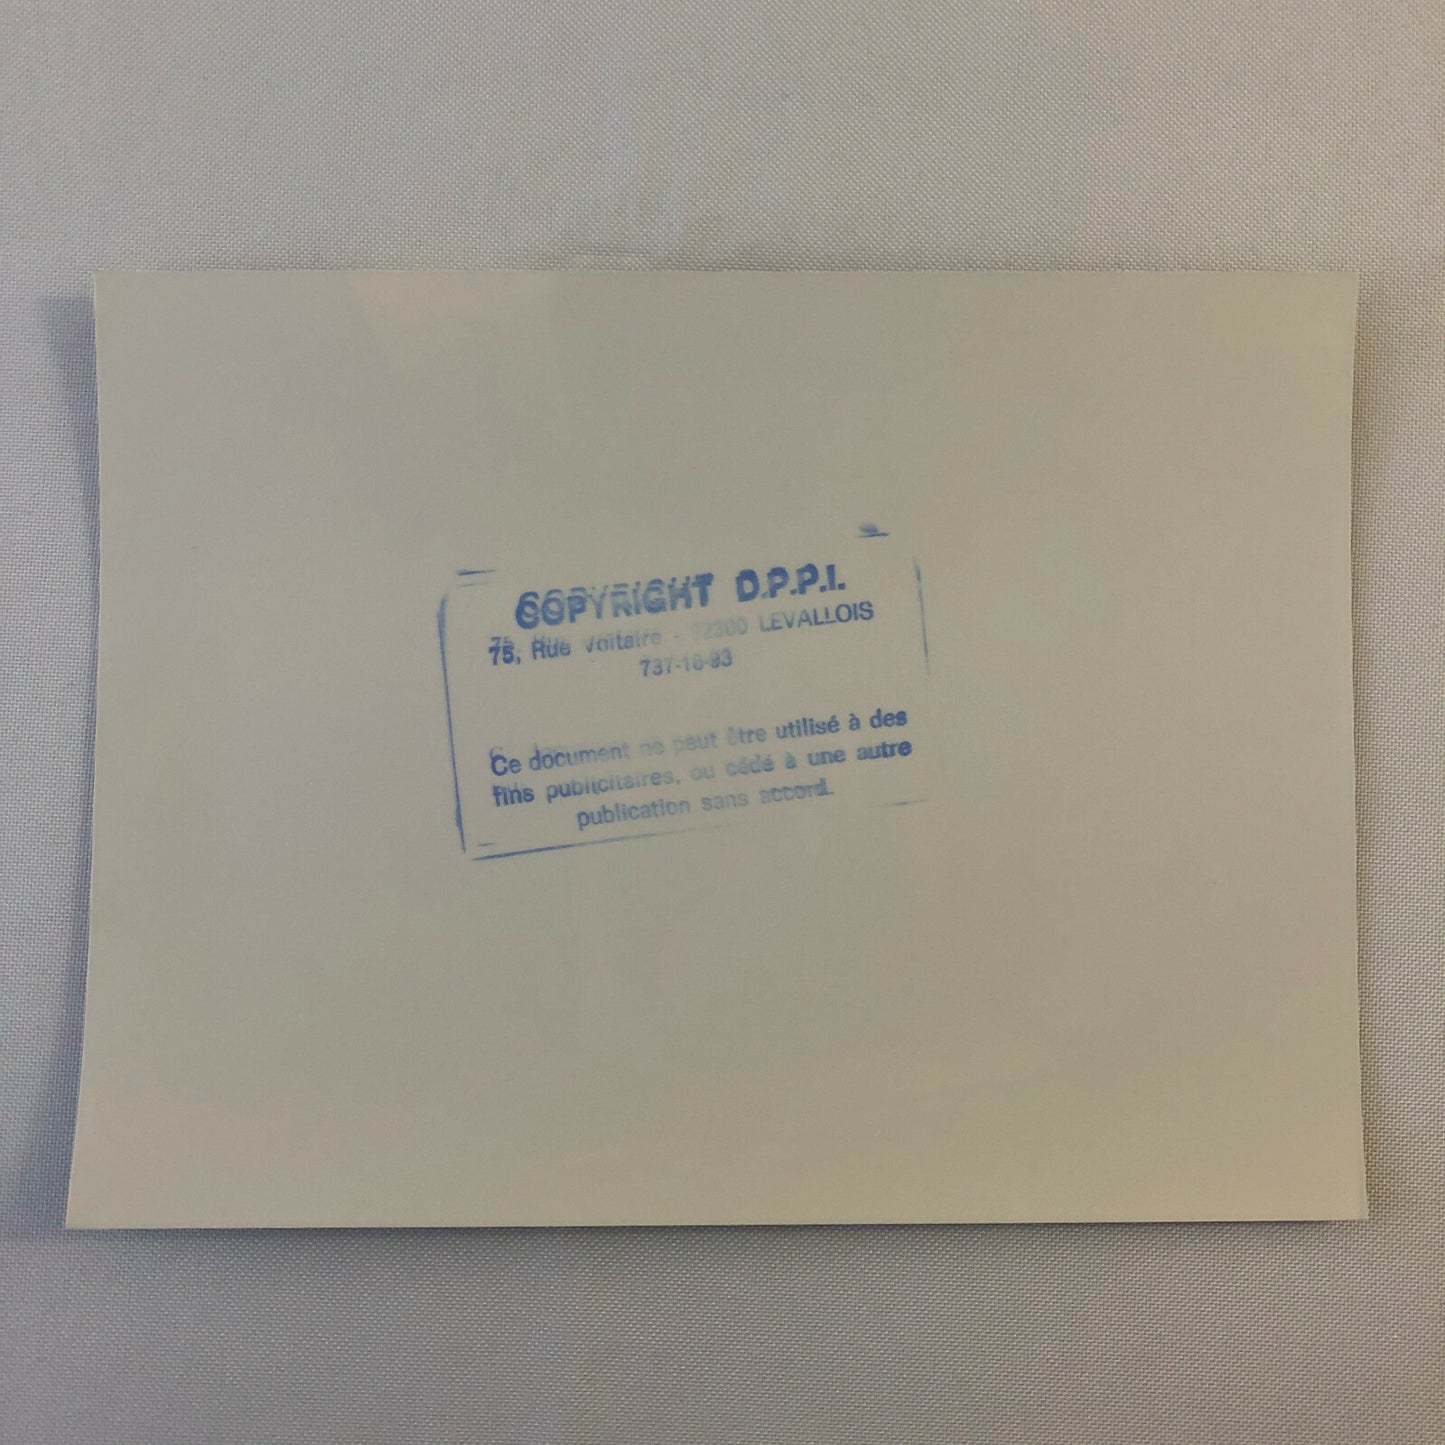 COPYRIGHT D.P.P.I.
75, Rue Voltaire - 92300 LEVALLOIS
737-10-93
Ce document ne peut être utilisé à des
fins publicitaires, ou cédé à une autre
publication sans accord.